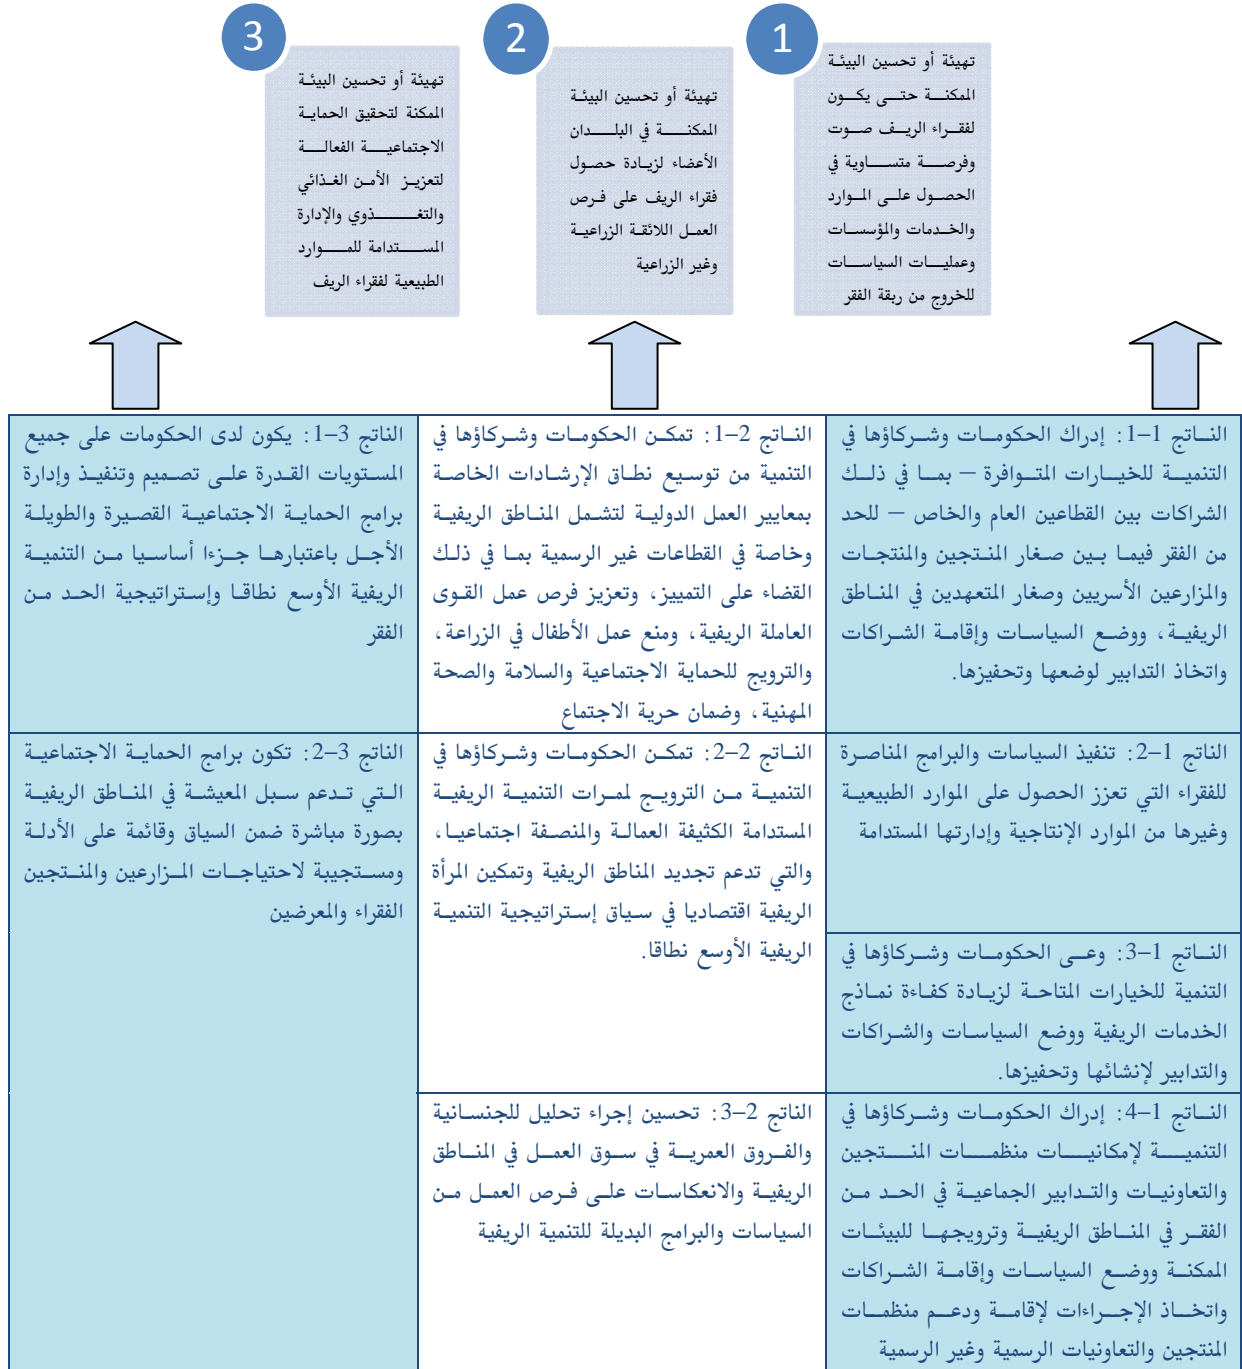 1
تهيئة أو تحسين البيئة
الممكنة حتى يكون
لفقراء الريف صوت
وفرصة متساوية في
الحصول على الموارد
والخدمات والمؤسسات
وعمليات السياسات
للخروج من ربقة الفقر
2
تهيئة أو تحسين البيئة
الممكنة في البلدان
الأعضاء لزيادة حصول
فقراء الريف على فرص
العمل اللائقة الزراعية
وغير الزراعية
3
تهيئة أو تحسين البيئة
الممكنة لتحقيق الحماية
الاجتماعية الفعالة
لتعزيز الأمن الغذائي
والتغذوي والإدارة
المستدامة للموارد
الطبيعية لفقراء الريف
الناتج 1–1: إدراك الحكومات وشركاؤها في
التنمية للخيارات المتوافرة – بما في ذلك
الشراكات بين القطاعين العام والخاص – للحد
من الفقر فيما بين صغار المنتجين والمنتجات
والمزارعين الأسريين وصغار المتعهدين في المناطق
الريفية، ووضع السياسات وإقامة الشراكات
واتخاذ التدابير لوضعها وتحفيزها.
الناتج 2–1: تمكن الحكومات وشركاؤها في
التنمية من توسيع نطاق الإرشادات الخاصة
بمعايير العمل الدولية لتشمل المناطق الريفية
وخاصة في القطاعات غير الرسمية بما في ذلك
القضاء على التمييز، وتعزيز فرص عمل القوى
العاملة الريفية، ومنع عمل الأطفال في الزراعة،
والترويج للحماية الاجتماعية والسلامة والصحة
المهنية، وضمان حرية الاجتماع
الناتج 3–1: يكون لدى الحكومات على جميع
المستويات القدرة على تصميم وتنفيذ وإدارة
برامج الحماية الاجتماعية القصيرة والطويلة
الأجل باعتبارها جزءا أساسيا من التنمية
الريفية الأوسع نطاقا وإستراتيجية الحد من
الفقر
الناتج 1–2: تنفيذ السياسات والبرامج المناصرة
للفقراء التي تعزز الحصول على الموارد الطبيعية
وغيرها من الموارد الإنتاجية وإدارتها المستدامة
الناتج 2–2: تمكن الحكومات وشركاؤها في
التنمية من الترويج لممرات التنمية الريفية
المستدامة الكثيفة العمالة والمنصفة اجتماعيا،
والتي تدعم تجديد المناطق الريفية وتمكين المرأة
الريفية اقتصاديا في سياق إستراتيجية التنمية
الريفية الأوسع نطاقا.
الناتج 3–2: تكون برامج الحماية الاجتماعية
التي تدعم سبل المعيشة في المناطق الريفية
بصورة مباشرة ضمن السياق وقائمة على الأدلة
ومستجيبة لاحتياجات المزارعين والمنتجين
الفقراء والمعرضين
الناتج 1–3: وعى الحكومات وشركاؤها في
التنمية للخيارات المتاحة لزيادة كفاءة نماذج
الخدمات الريفية ووضع السياسات والشراكات
والتدابير لإنشائها وتحفيزها.
الناتج 1–4: إدراك الحكومات وشركاؤها في
التنمية لإمكانيات منظمات المنتجين
والتعاونيات والتدابير الجماعية في الحد من
الفقر في المناطق الريفية وترويجها للبيئات
الممكنة ووضع السياسات وإقامة الشراكات
واتخاذ الإجراءات لإقامة ودعم منظمات
المنتجين والتعاونيات الرسمية وغير الرسمية
الناتج 2–3: تحسين إجراء تحليل للجنسانية
والفروق العمرية في سوق العمل في المناطق
الريفية والانعكاسات على فرص العمل من
السياسات والبرامج البديلة للتنمية الريفية